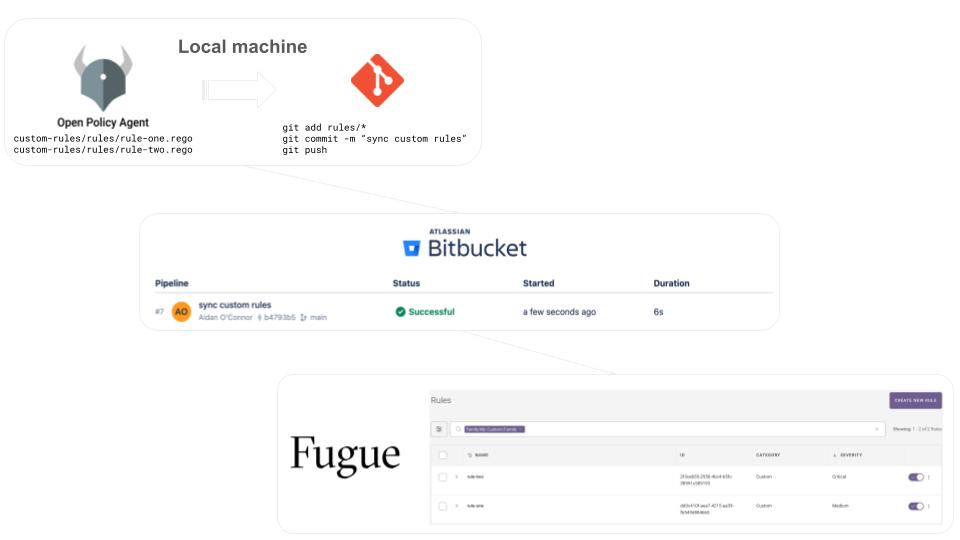 Local machine
Open Policy Agent
custom-rules/rules/rule-one.rego
custom-rules/rules/rule-two.rego
git add rules/*
git commit -m “sync custom rules”
git push
ATLASSIAN
Bitbucket
Pipeline Status Started Duration
#7 AO sync custom rules Successful a few seconds ago 6s
Aidan O'Connor b4793b5 main
Fugue
Rules
CREATE NEW RULE
Family:My Custom Family
Showing: 1 - 2 of 2 Rules
NAME ID CATEGORY SEVERITY
rule-two Custom Critical
rule-one Custom Medium